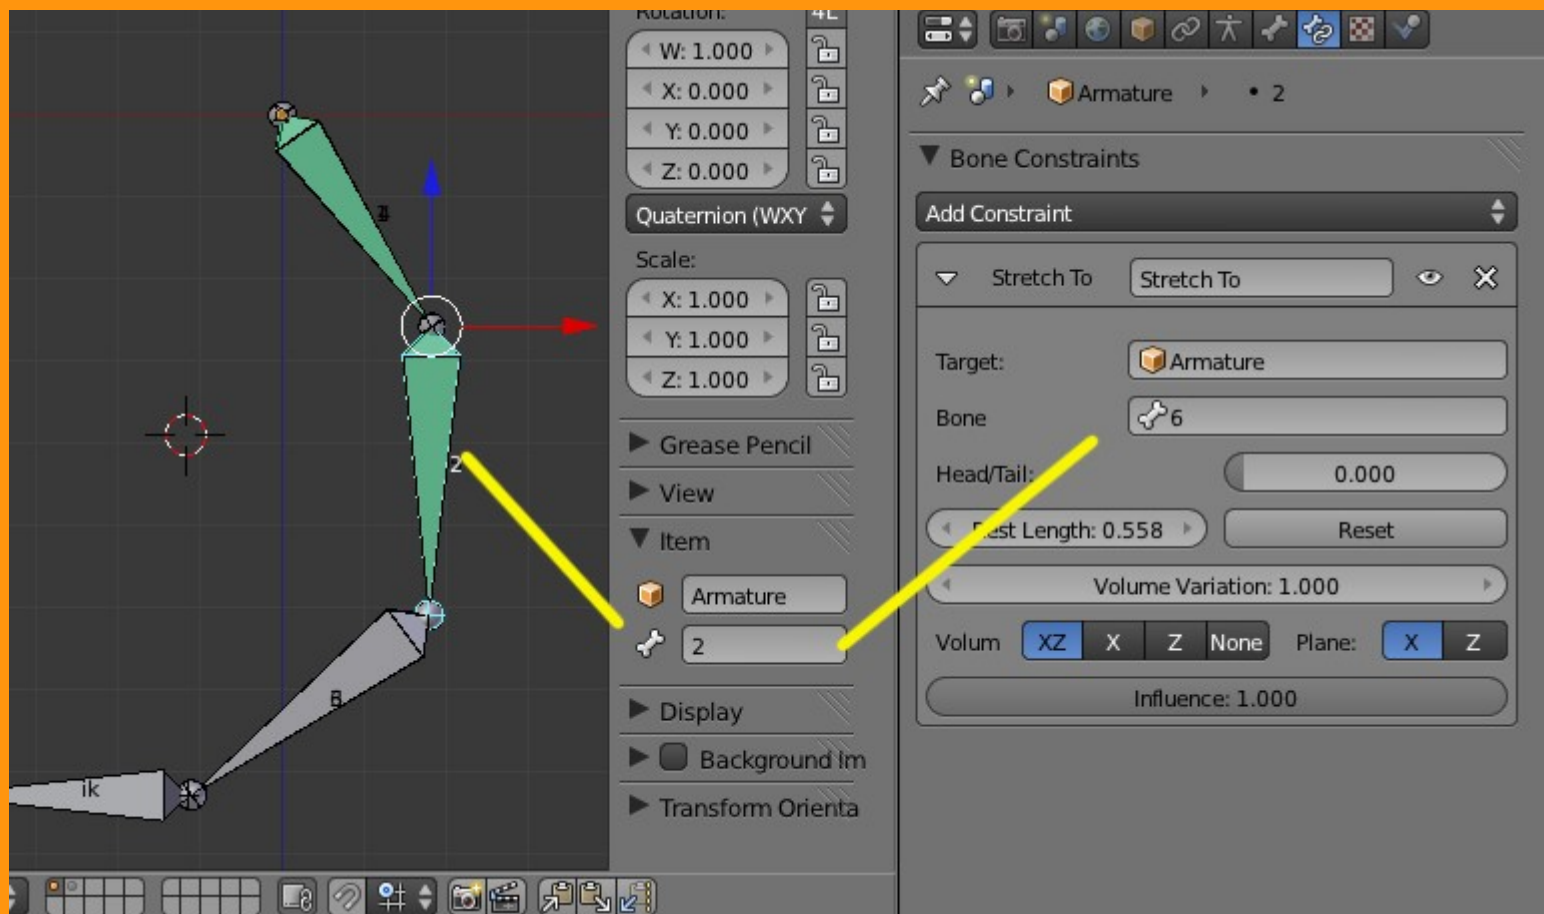 Rotation:
4L
W: 1.000
X: 0.000
Y: 0.000
Z: 0.000
Quaternion (WXY
Scale:
X: 1.000
Y: 1.000
Z: 1.000
Grease Pencil
View
Item
Armature
2
Display
Background Im
Transform Orienta
2
ik
Armature
2
Bone Constraints
Add Constraint
Stretch To
Stretch To
Target:
Armature
Bone
6
Head/Tail:
0.000
Rest Length: 0.558
Reset
Volume Variation: 1.000
Volum
XZ
X
Z
None
Plane:
X
Z
Influence: 1.000